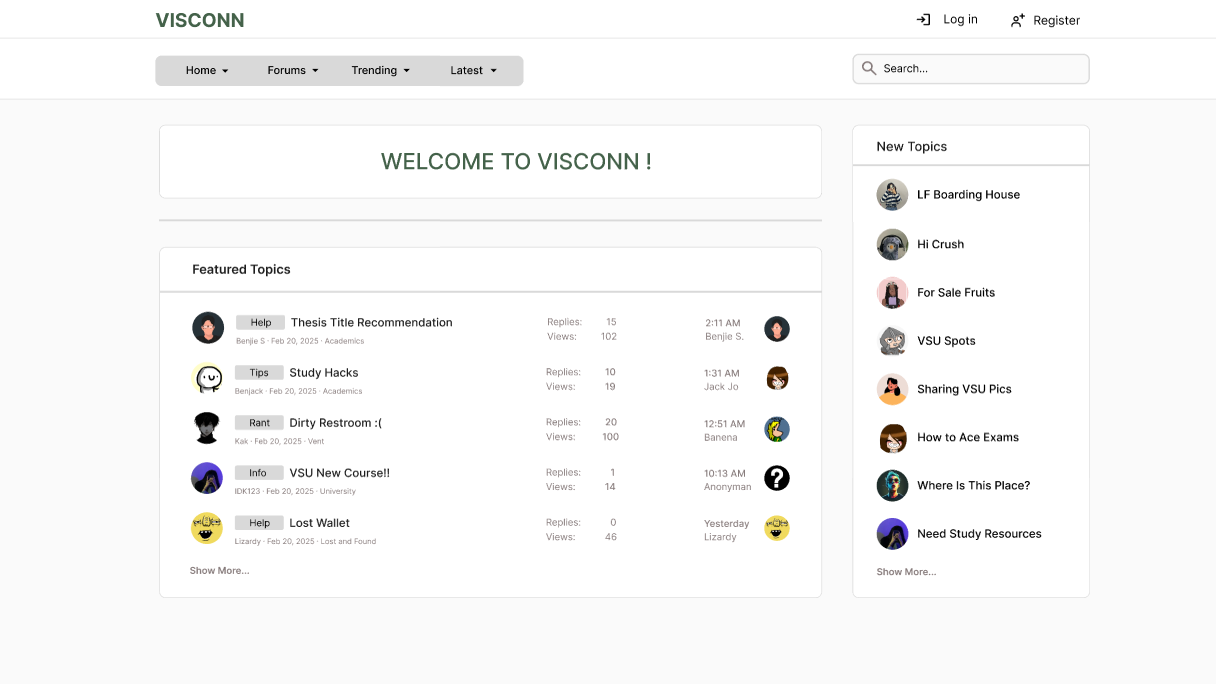 VISCONN
Log in
Register
Home
Forums
Trending
Latest
Search...
WELCOME TO VISCONN !
Featured Topics
Help Thesis Title Recommendation
Benjie S · Feb 20, 2025 · Academics
Replies: 15
Views: 102
2:11 AM
Benjie S.
Tips Study Hacks
Benjack · Feb 20, 2025 · Academics
Replies: 10
Views: 19
1:31 AM
Jack Jo
Rant Dirty Restroom :(
Kak · Feb 20, 2025 · Vent
Replies: 20
Views: 100
12:51 AM
Banena
Info VSU New Course!!
IDK123 · Feb 20, 2025 · University
Replies: 1
Views: 14
10:13 AM
Anonyman
?
Help Lost Wallet
Lizardy · Feb 20, 2025 · Lost and Found
Replies: 0
Views: 46
Yesterday
Lizardy
Show More...
New Topics
LF Boarding House
Hi Crush
For Sale Fruits
VSU Spots
Sharing VSU Pics
How to Ace Exams
Where Is This Place?
Need Study Resources
Show More...